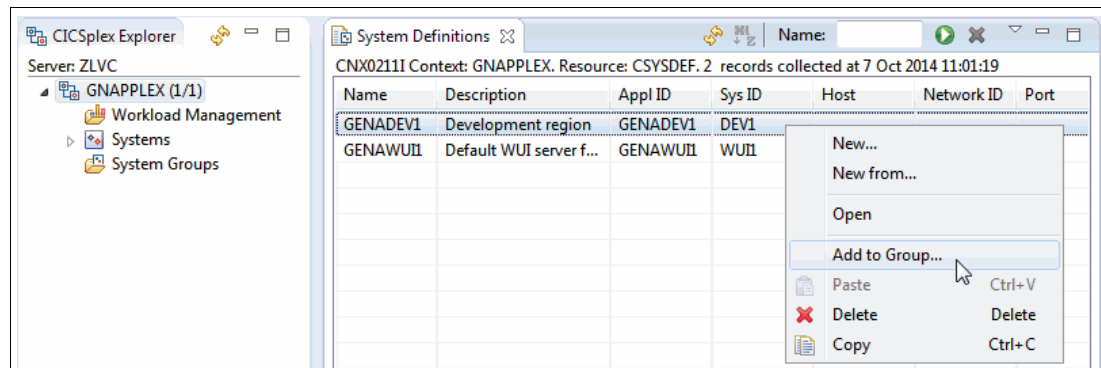 CICSplex Explorer
Server: ZLVC
GNAPPLEX (1/1)
Workload Management
Systems
System Groups
System Definitions
Name:
CNX0211I Context: GNAPPLEX. Resource: CSYSDEF. 2 records collected at 7 Oct 2014 11:01:19
Name Description Appl ID Sys ID Host Network ID Port
GENADEV1 Development region GENADEV1 DEV1
GENAWUI1 Default WUI server f... GENAWUI1 WUI1
New...
New from...
Open
Add to Group...
Paste Ctrl+V
Delete Delete
Copy Ctrl+C